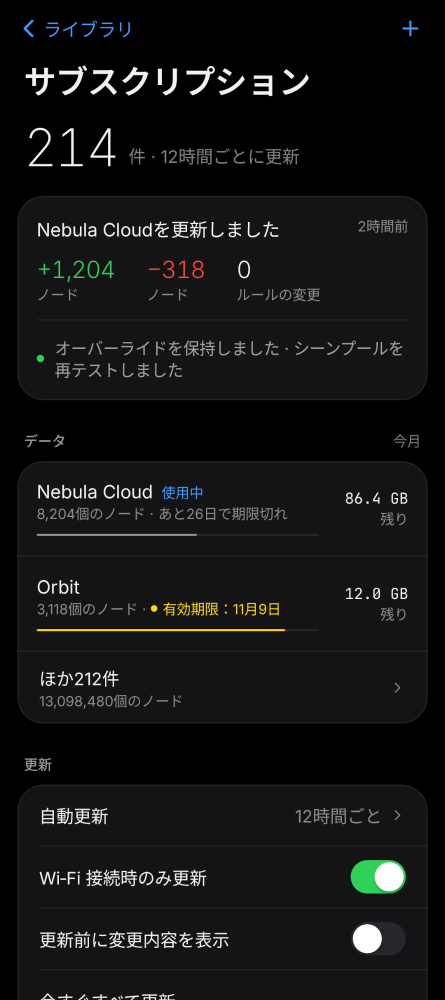 ライブラリ
サブスクリプション
214 件 · 12時間ごとに更新
Nebula Cloudを更新しました 2時間前
+1,204 −318 0
ノード ノード ルールの変更
オーバーライドを保持しました · シーンプールを
再テストしました
データ 今月
Nebula Cloud 使用中 86.4 GB
8,204個のノード · あと26日で期限切れ 残り
Orbit 12.0 GB
3,118個のノード · 有効期限：11月9日 残り
ほか212件
13,098,480個のノード
更新
自動更新 12時間ごと
Wi-Fi 接続時のみ更新
更新前に変更内容を表示
今すぐすべて更新